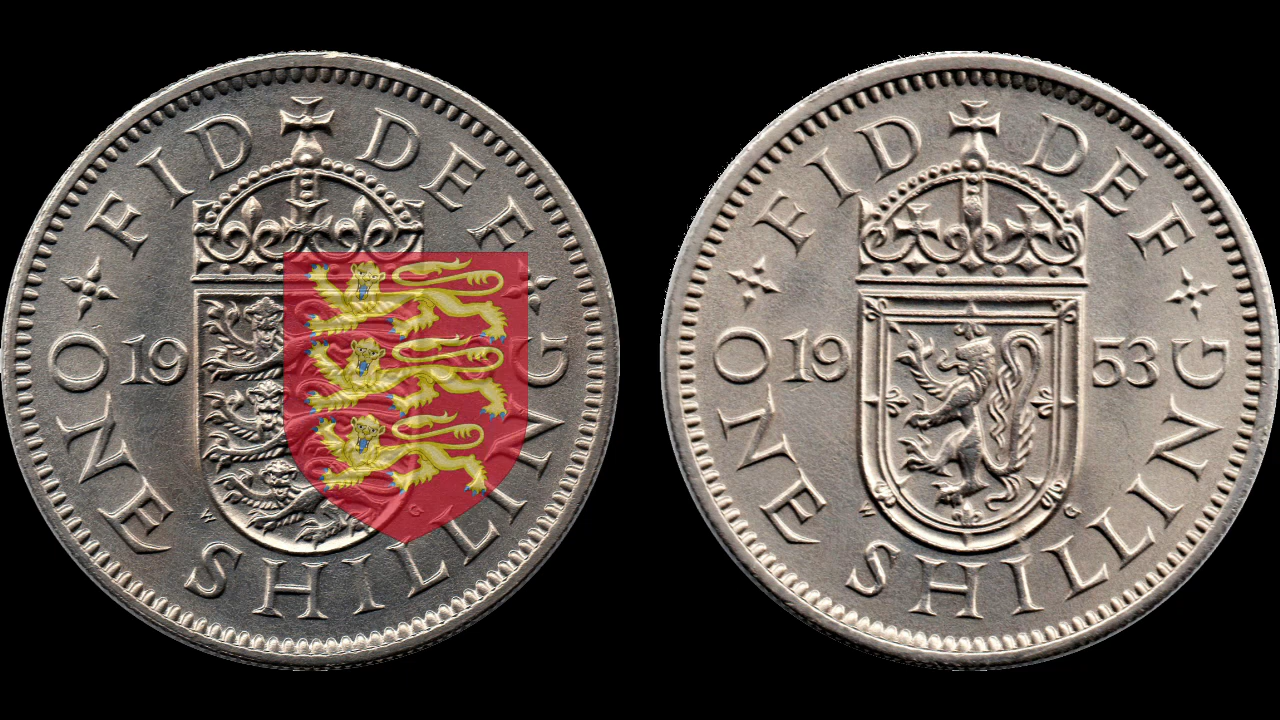 FID DEF
ONE SHILLING
19
W G
FID DEF
ONE SHILLING
19 53
W G